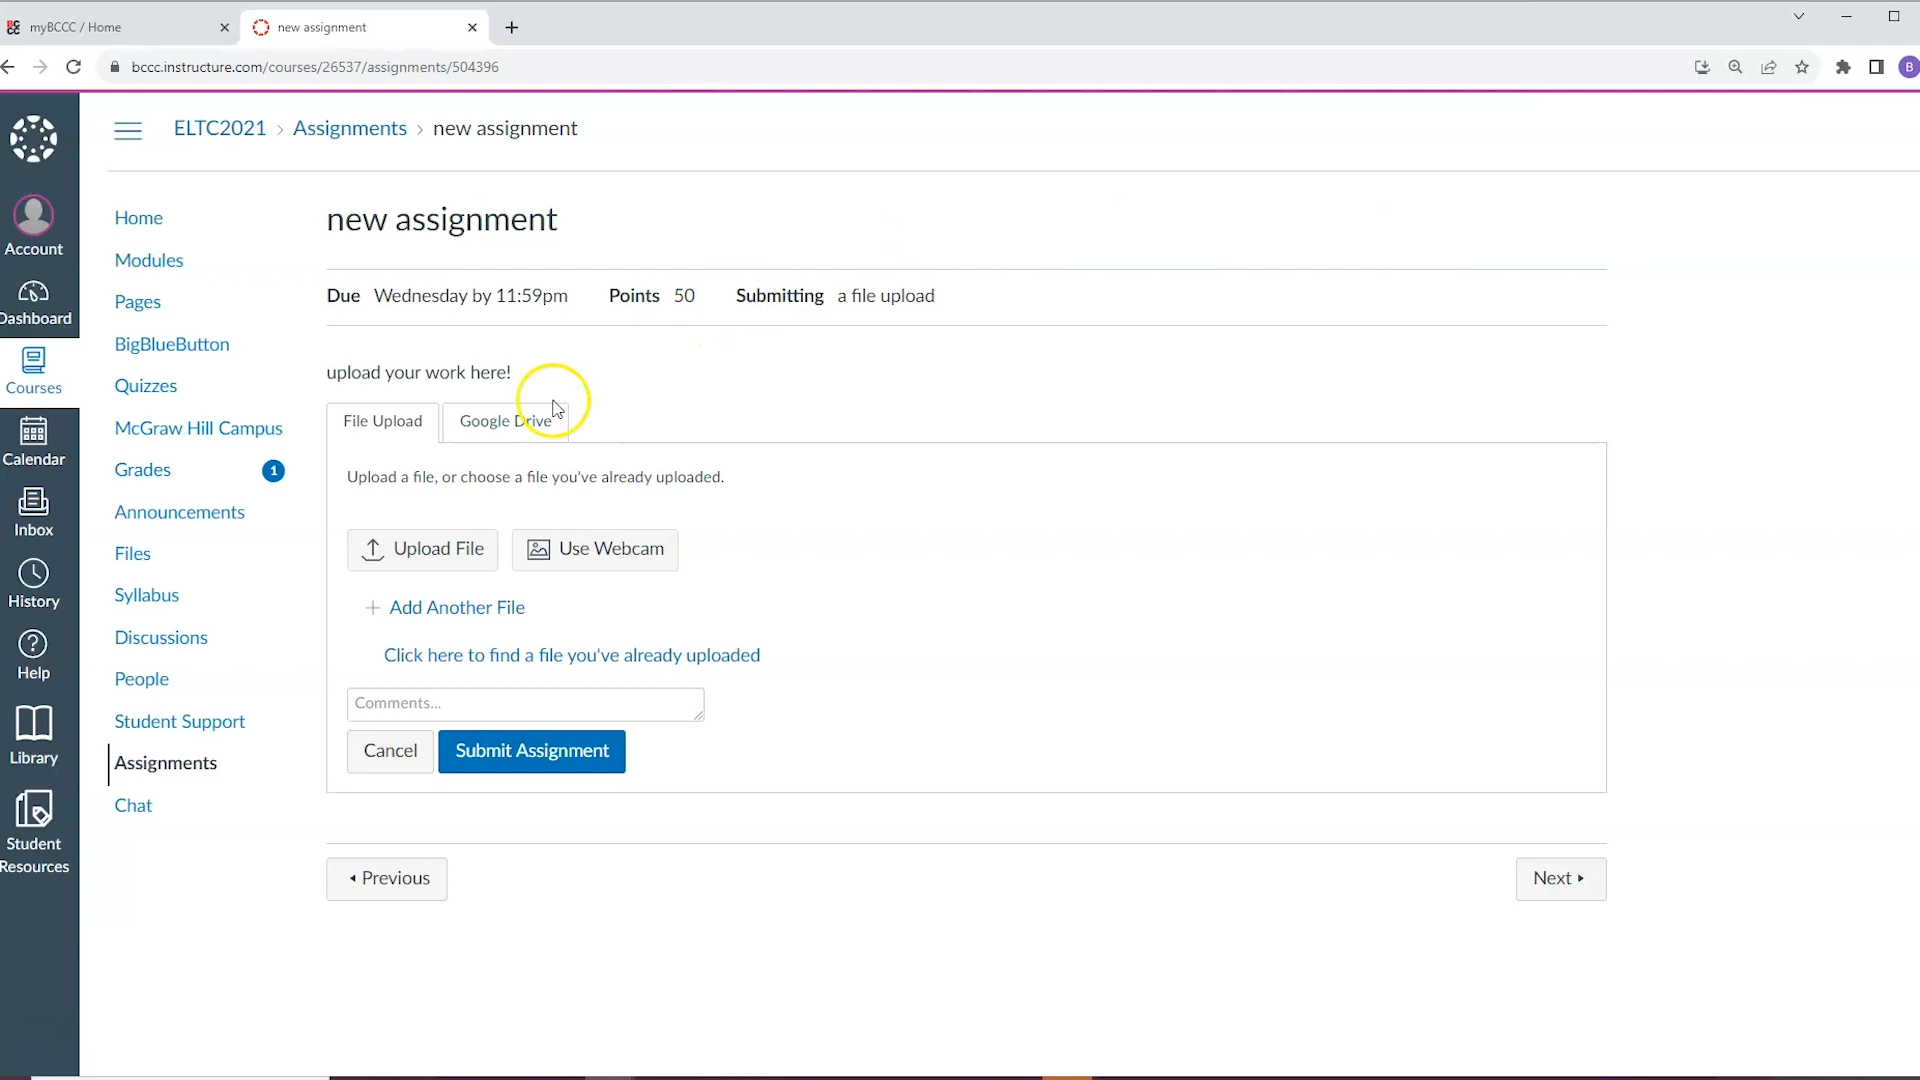 myBCCC / Home
new assignment
bccc.instructure.com/courses/26537/assignments/504396
B
ELTC2021 › Assignments › new assignment
Account
Dashboard
Courses
Calendar
Inbox
History
Help
Library
Student
Resources
Home
Modules
Pages
BigBlueButton
Quizzes
McGraw Hill Campus
Grades 1
Announcements
Files
Syllabus
Discussions
People
Student Support
Assignments
Chat
new assignment
Due Wednesday by 11:59pm Points 50 Submitting a file upload
upload your work here!
File Upload Google Drive
Upload a file, or choose a file you've already uploaded.
Upload File Use Webcam
+ Add Another File
Click here to find a file you've already uploaded
Comments...
Cancel Submit Assignment
Previous Next